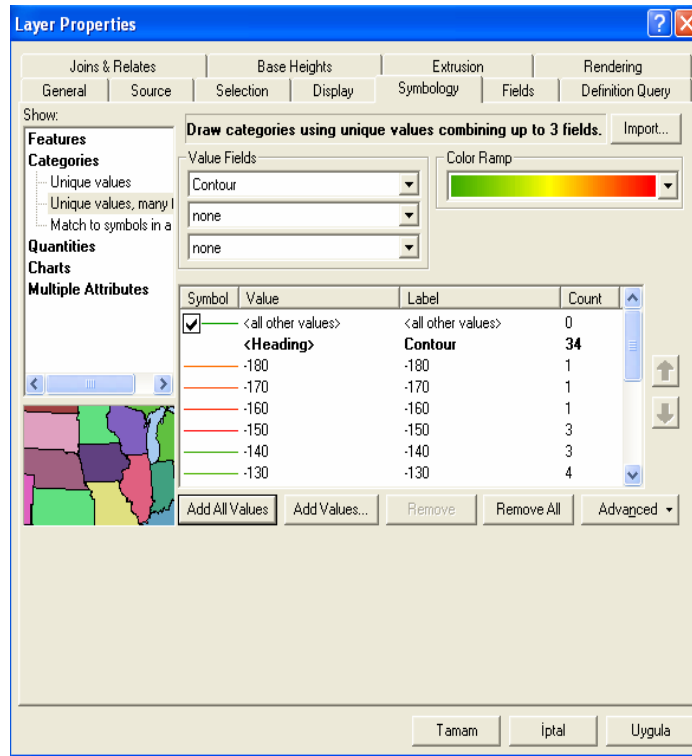 Layer Properties
Joins & Relates Base Heights Extrusion Rendering
General Source Selection Display Symbology Fields Definition Query
Show:
Features
Categories
Unique values
Unique values, many f
Match to symbols in a
Quantities
Charts
Multiple Attributes
Draw categories using unique values combining up to 3 fields. Import...
Value Fields Color Ramp
Contour
none
none
Symbol Value Label Count
<all other values> <all other values> 0
<Heading> Contour 34
-180 -180 1
-170 -170 1
-160 -160 1
-150 -150 3
-140 -140 3
-130 -130 4
Add All Values Add Values... Remove Remove All Advanced
Tamam İptal Uygula